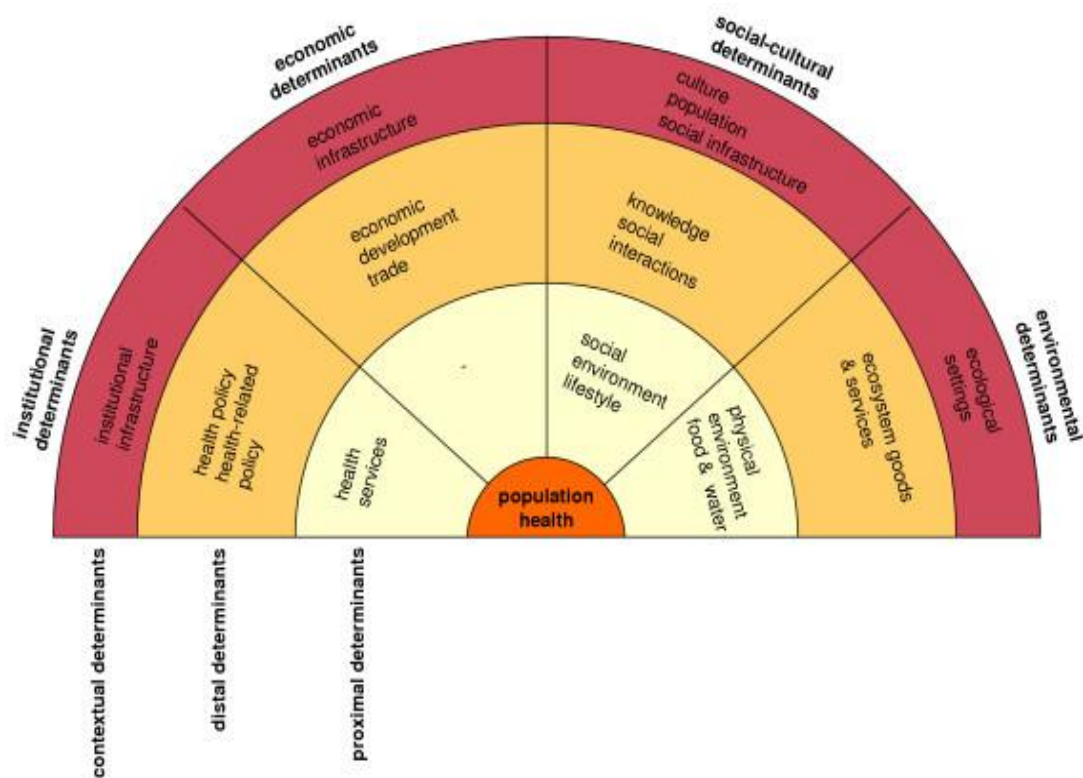 economic
determinants
social-cultural
determinants
institutional
determinants
environmental
determinants
economic
infrastructure
culture
population
social infrastructure
institutional
infrastructure
ecological
settings
economic
development
trade
knowledge
social
interactions
health policy
health-related
policy
ecosystem goods
& services
health
services
social
environment
lifestyle
physical
environment
food & water
population
health
contextual determinants
distal determinants
proximal determinants